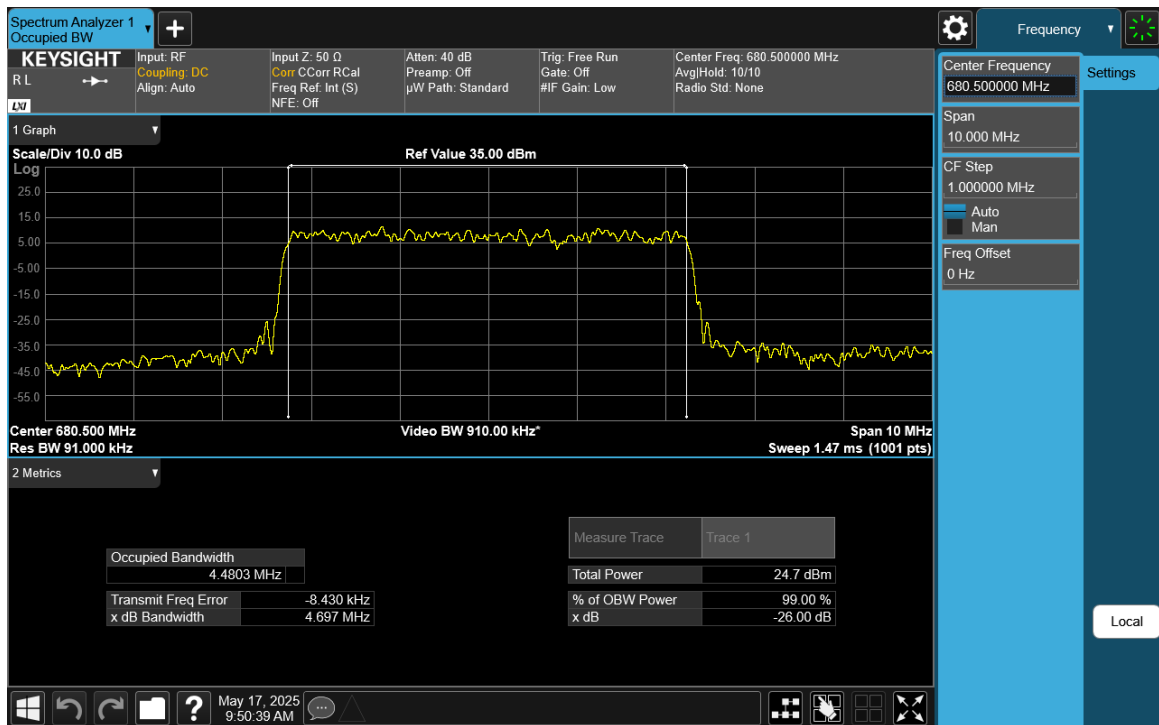 Spectrum Analyzer 1
Occupied BW
+
Frequency
KEYSIGHT
R L
LXI
Input: RF
Coupling: DC
Align: Auto
Input Z: 50 Ω
Corr CCorr RCal
Freq Ref: Int (S)
NFE: Off
Atten: 40 dB
Preamp: Off
µW Path: Standard
Trig: Free Run
Gate: Off
#IF Gain: Low
Center Freq: 680.500000 MHz
Avg|Hold: 10/10
Radio Std: None
Center Frequency
680.500000 MHz
Settings
Span
10.000 MHz
CF Step
1.000000 MHz
Auto
Man
Freq Offset
0 Hz
Local
1 Graph
Scale/Div 10.0 dB
Ref Value 35.00 dBm
Log
25.0
15.0
5.00
-5.00
-15.0
-25.0
-35.0
-45.0
-55.0
Center 680.500 MHz
Video BW 910.00 kHz*
Span 10 MHz
Res BW 91.000 kHz
Sweep 1.47 ms (1001 pts)
2 Metrics
Measure Trace Trace 1
Occupied Bandwidth
4.4803 MHz
Total Power 24.7 dBm
Transmit Freq Error -8.430 kHz
% of OBW Power 99.00 %
x dB Bandwidth 4.697 MHz
x dB -26.00 dB
?
May 17, 2025
9:50:39 AM